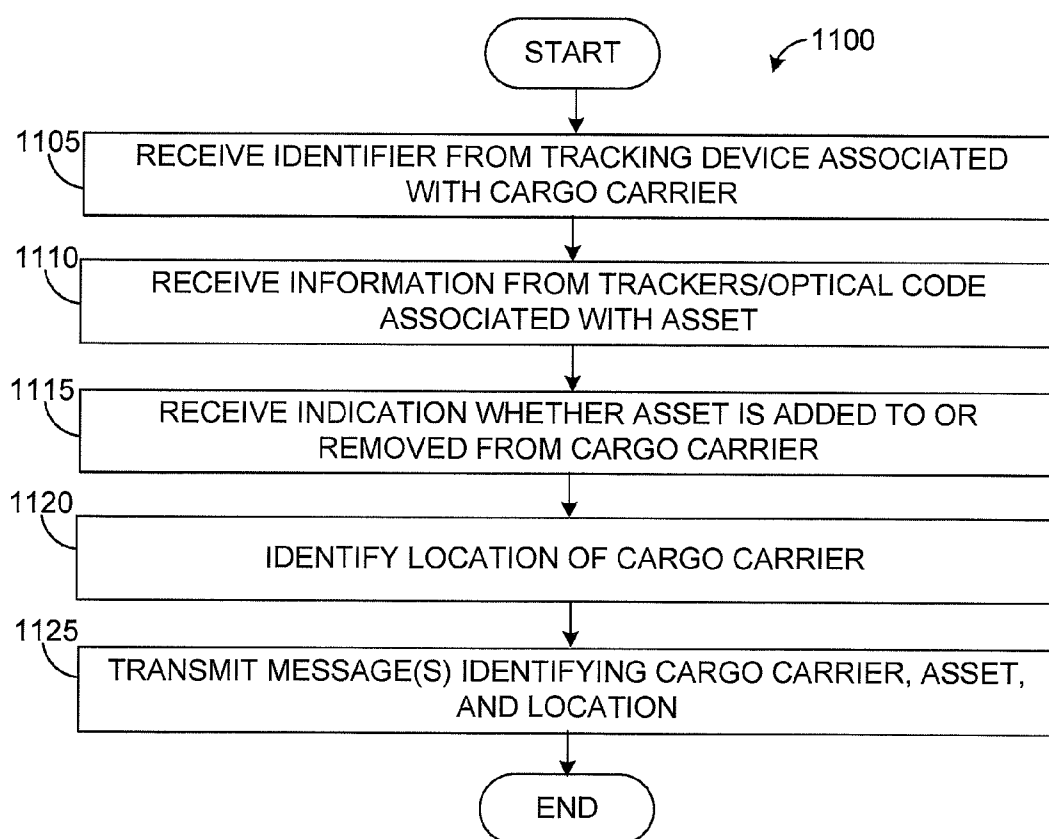 START
1100
1105
RECEIVE IDENTIFIER FROM TRACKING DEVICE ASSOCIATED
WITH CARGO CARRIER
1110
RECEIVE INFORMATION FROM TRACKERS/OPTICAL CODE
ASSOCIATED WITH ASSET
1115
RECEIVE INDICATION WHETHER ASSET IS ADDED TO OR
REMOVED FROM CARGO CARRIER
1120
IDENTIFY LOCATION OF CARGO CARRIER
1125
TRANSMIT MESSAGE(S) IDENTIFYING CARGO CARRIER, ASSET,
AND LOCATION
END